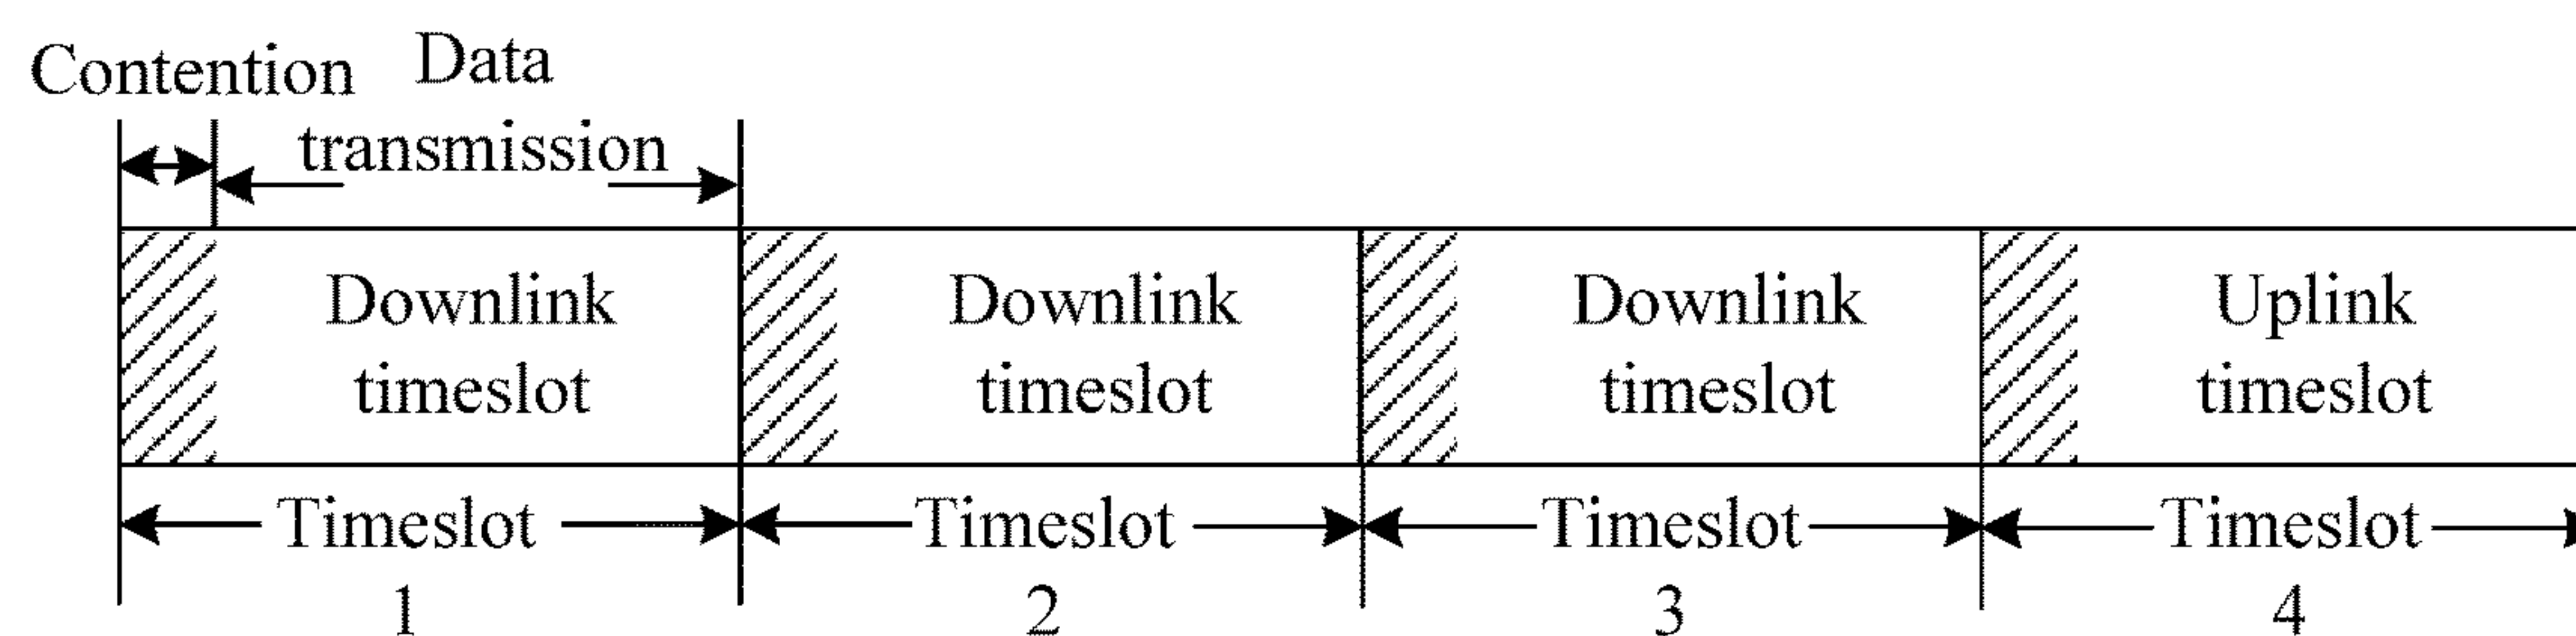 Contention
Data
transmission
Downlink
timeslot
Downlink
timeslot
Downlink
timeslot
Uplink
timeslot
Timeslot
1
Timeslot
2
Timeslot
3
Timeslot
4